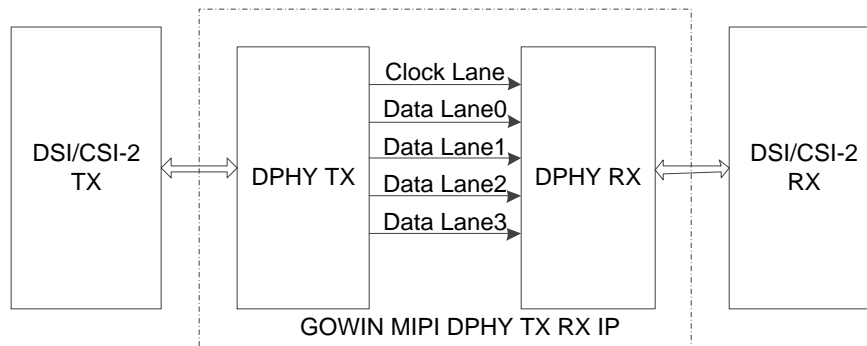 Clock Lane
Data Lane0
DSI/CSI-2
TX
Data Lane1
DPHY TX
DPHY RX
DSI/CSI-2
RX
Data Lane2
Data Lane3
GOWIN MIPI DPHY TX RX IP